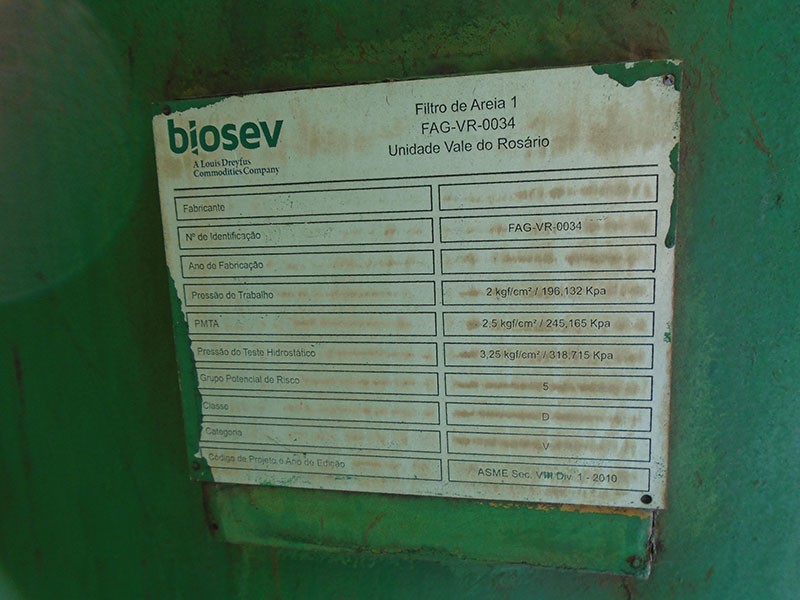 biosev
A Louis Dreyfus
Commodities Company
Filtro de Areia 1
FAG-VR-0034
Unidade Vale do Rosário
Fabricante
Nº de Identificação FAG-VR-0034
Ano de Fabricação
Pressão de Trabalho 2 kgf/cm² / 196,132 Kpa
PMTA 2,5 kgf/cm² / 245,165 Kpa
Pressão do Teste Hidrostático 3,25 kgf/cm² / 318,715 Kpa
Grupo Potencial de Risco 5
Classe D
Categoria V
Código de Projeto e Ano de Edição ASME Sec. VIII Div. 1 - 2010